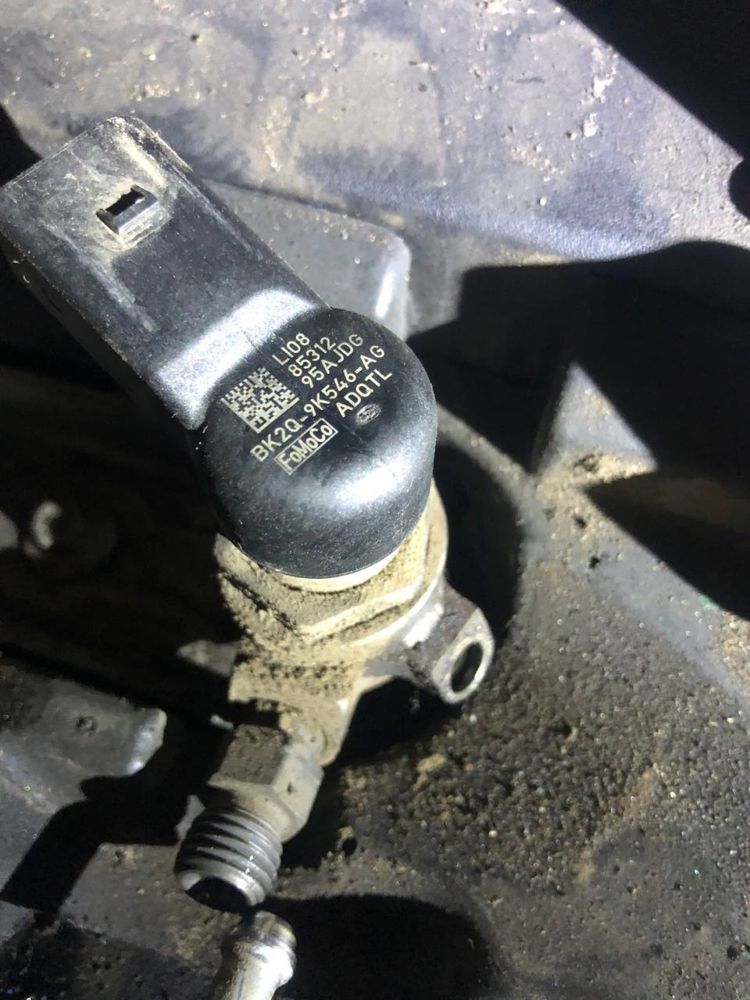 LI08
85312
95AJDG
BK2Q-9K546-AG
FoMoCo ADQTL